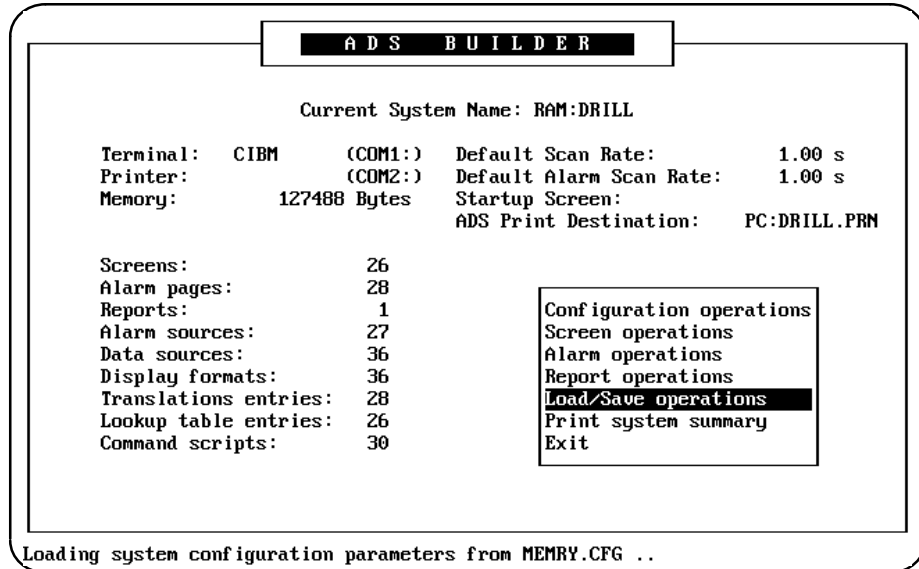 ADS BUILDER
Current System Name: RAM:DRILL
Terminal: CIBM (COM1:) Default Scan Rate: 1.00 s
Printer: (COM2:) Default Alarm Scan Rate: 1.00 s
Memory: 127488 Bytes Startup Screen:
ADS Print Destination: PC:DRILL.PRN
Screens: 26
Alarm pages: 28
Reports: 1
Alarm sources: 27
Data sources: 36
Display formats: 36
Translations entries: 28
Lookup table entries: 26
Command scripts: 30
Configuration operations
Screen operations
Alarm operations
Report operations
Load/Save operations
Print system summary
Exit
Loading system configuration parameters from MEMRY.CFG ..